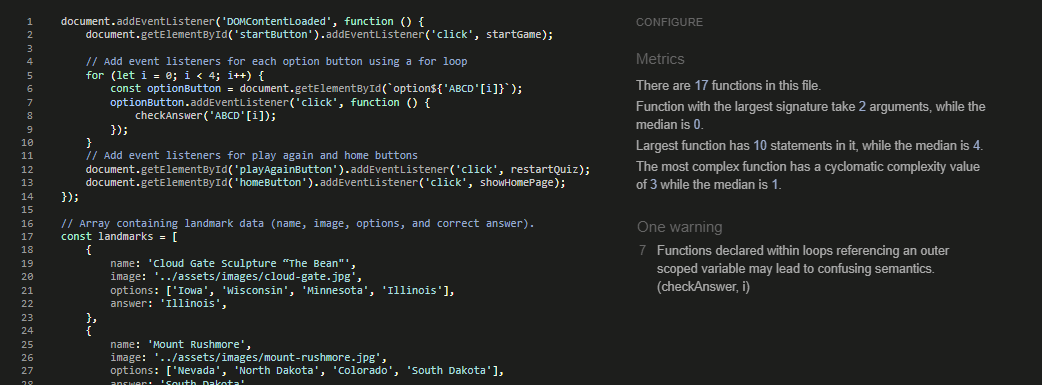 1 document.addEventListener('DOMContentLoaded', function () {
2 document.getElementById('startButton').addEventListener('click', startGame);
3
4 // Add event listeners for each option button using a for loop
5 for (let i = 0; i < 4; i++) {
6 const optionButton = document.getElementById(`option${'ABCD'[i]}`);
7 optionButton.addEventListener('click', function () {
8 checkAnswer('ABCD'[i]);
9 });
10 }
11 // Add event listeners for play again and home buttons
12 document.getElementById('playAgainButton').addEventListener('click', restartQuiz);
13 document.getElementById('homeButton').addEventListener('click', showHomePage);
14 });
15
16 // Array containing landmark data (name, image, options, and correct answer).
17 const landmarks = [
18 {
19 name: 'Cloud Gate Sculpture “The Bean”',
20 image: '../assets/images/cloud-gate.jpg',
21 options: ['Iowa', 'Wisconsin', 'Minnesota', 'Illinois'],
22 answer: 'Illinois',
23 },
24 {
25 name: 'Mount Rushmore',
26 image: '../assets/images/mount-rushmore.jpg',
27 options: ['Nevada', 'North Dakota', 'Colorado', 'South Dakota'],
28 answer: 'South Dakota'
CONFIGURE
Metrics
There are 17 functions in this file.
Function with the largest signature take 2 arguments, while the
median is 0.
Largest function has 10 statements in it, while the median is 4.
The most complex function has a cyclomatic complexity value
of 3 while the median is 1.
One warning
7 Functions declared within loops referencing an outer
scoped variable may lead to confusing semantics.
(checkAnswer, i)